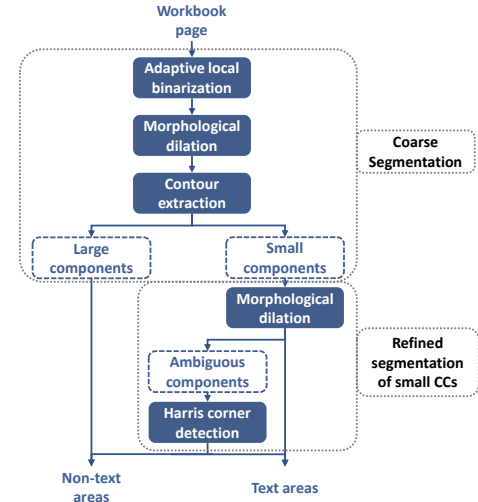 Workbook
page
Adaptive local
binarization
Morphological
dilation
Coarse
Segmentation
Contour
extraction
Large
components
Small
components
Morphological
dilation
Ambiguous
components
Refined
segmentation
of small CCs
Harris corner
detection
Non-text
areas
Text areas